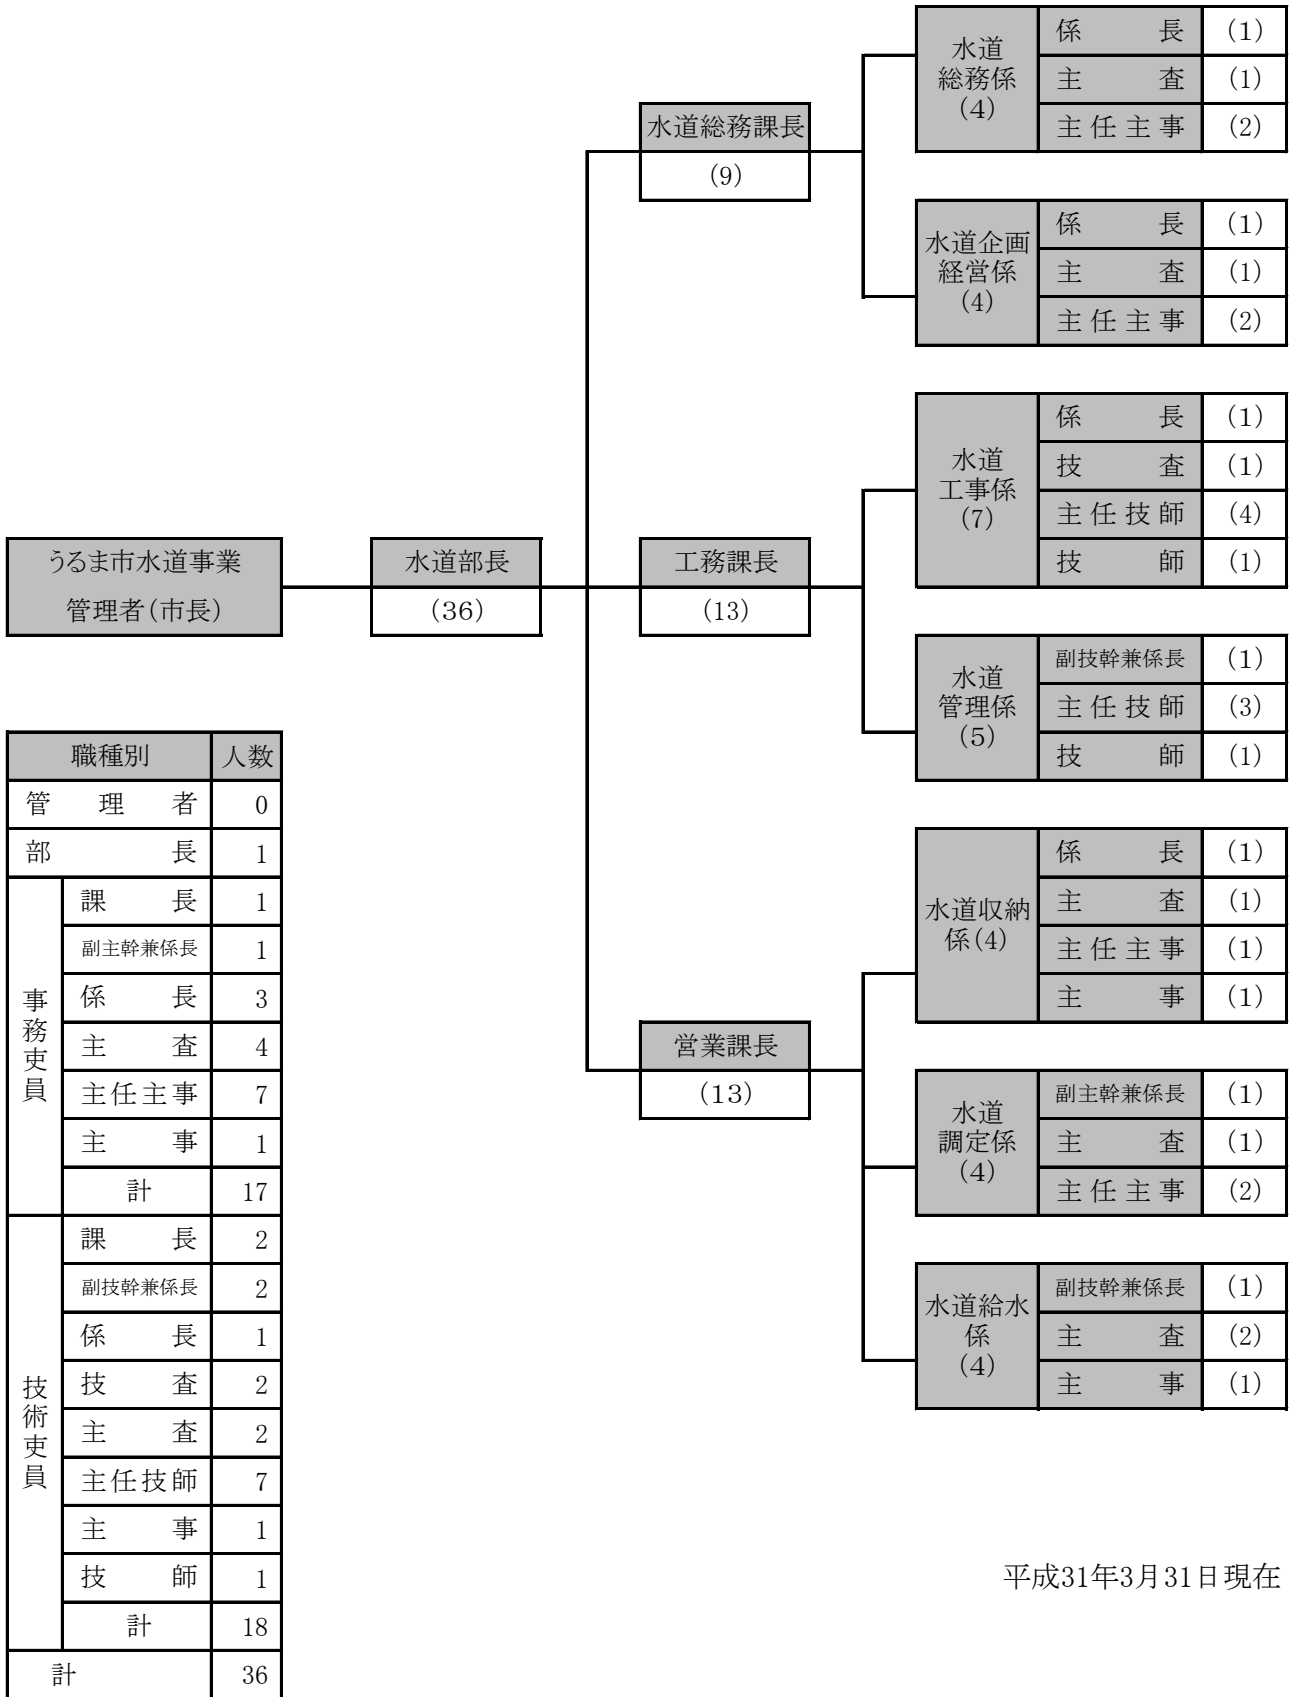 うるま市水道事業
管理者(市長)
水道部長
(36)
水道総務課長
(9)
水道
総務係
(4)
係長 (1)
主査 (1)
主任主事 (2)
水道企画
経営係
(4)
係長 (1)
主査 (1)
主任主事 (2)
工務課長
(13)
水道
工事係
(7)
係長 (1)
技査 (1)
主任技師 (4)
技師 (1)
水道
管理係
(5)
副技幹兼係長 (1)
主任技師 (3)
技師 (1)
営業課長
(13)
水道収納
係(4)
係長 (1)
主査 (1)
主任主事 (1)
主事 (1)
水道
調定係
(4)
副主幹兼係長 (1)
主査 (1)
主任主事 (2)
水道給水
係
(4)
副技幹兼係長 (1)
主査 (2)
主事 (1)
職種別 人数
管理者 0
部長 1
事務吏員
課長 1
副主幹兼係長 1
係長 3
主査 4
主任主事 7
主事 1
計 17
技術吏員
課長 2
副技幹兼係長 2
係長 1
技査 2
主査 2
主任技師 7
主事 1
技師 1
計 18
計 36
平成31年3月31日現在